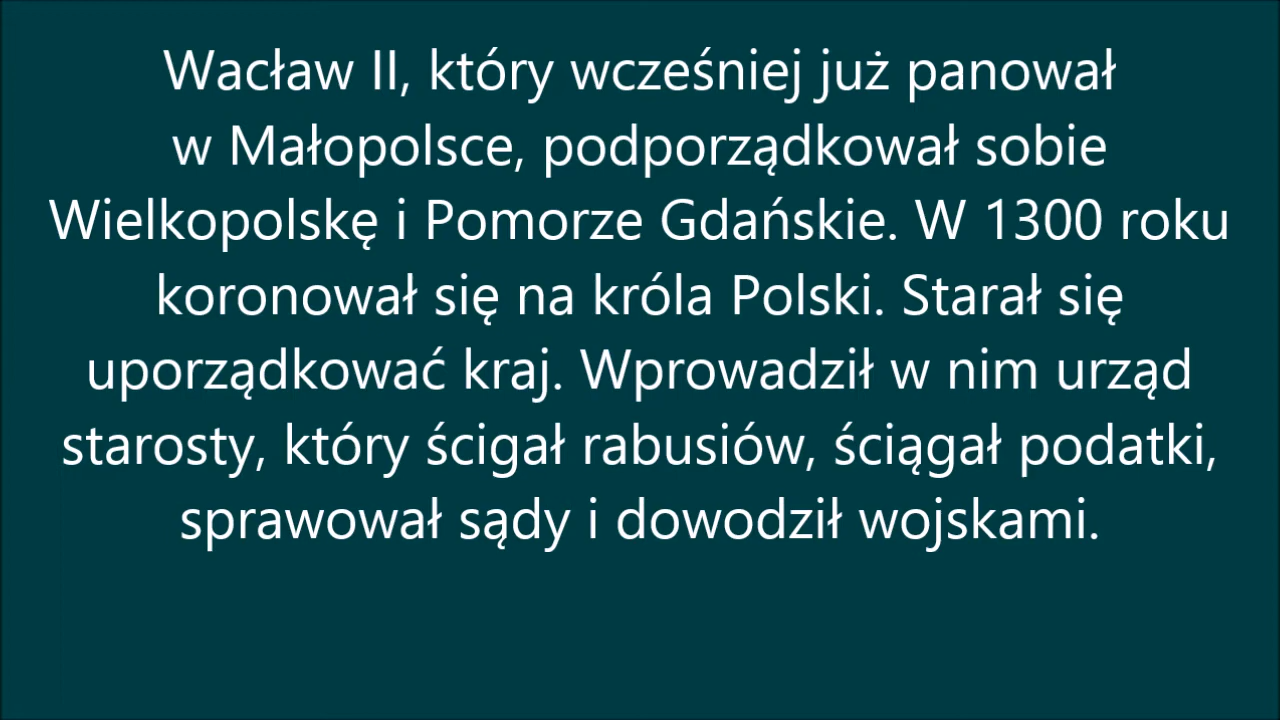 Wacław II, który wcześniej już panował
w Małopolsce, podporządkował sobie
Wielkopolskę i Pomorze Gdańskie. W 1300 roku
koronował się na króla Polski. Starał się
uporządkować kraj. Wprowadził w nim urząd
starosty, który ścigał rabusiów, ściągał podatki,
sprawował sądy i dowodził wojskami.